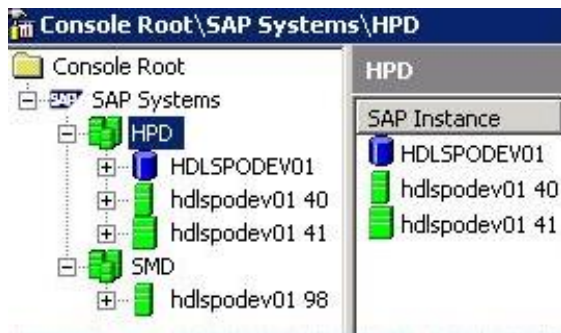 Console Root\SAP Systems\HPD
Console Root
SAP Systems
HPD
HDLSPODEV01
hdlspodev01 40
hdlspodev01 41
SMD
hdlspodev01 98
HPD
SAP Instance
HDLSPODEV01
hdlspodev01 40
hdlspodev01 41